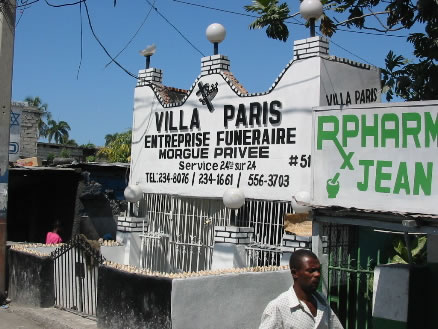 VILLA PARIS
ENTREPRISE FUNERAIRE
MORGUE PRIVEE
Service 24h sur 24
#51
TEL:234-8076 / 234-1661 / 556-3703
VILLA PARIS
RPHARM
JEAN